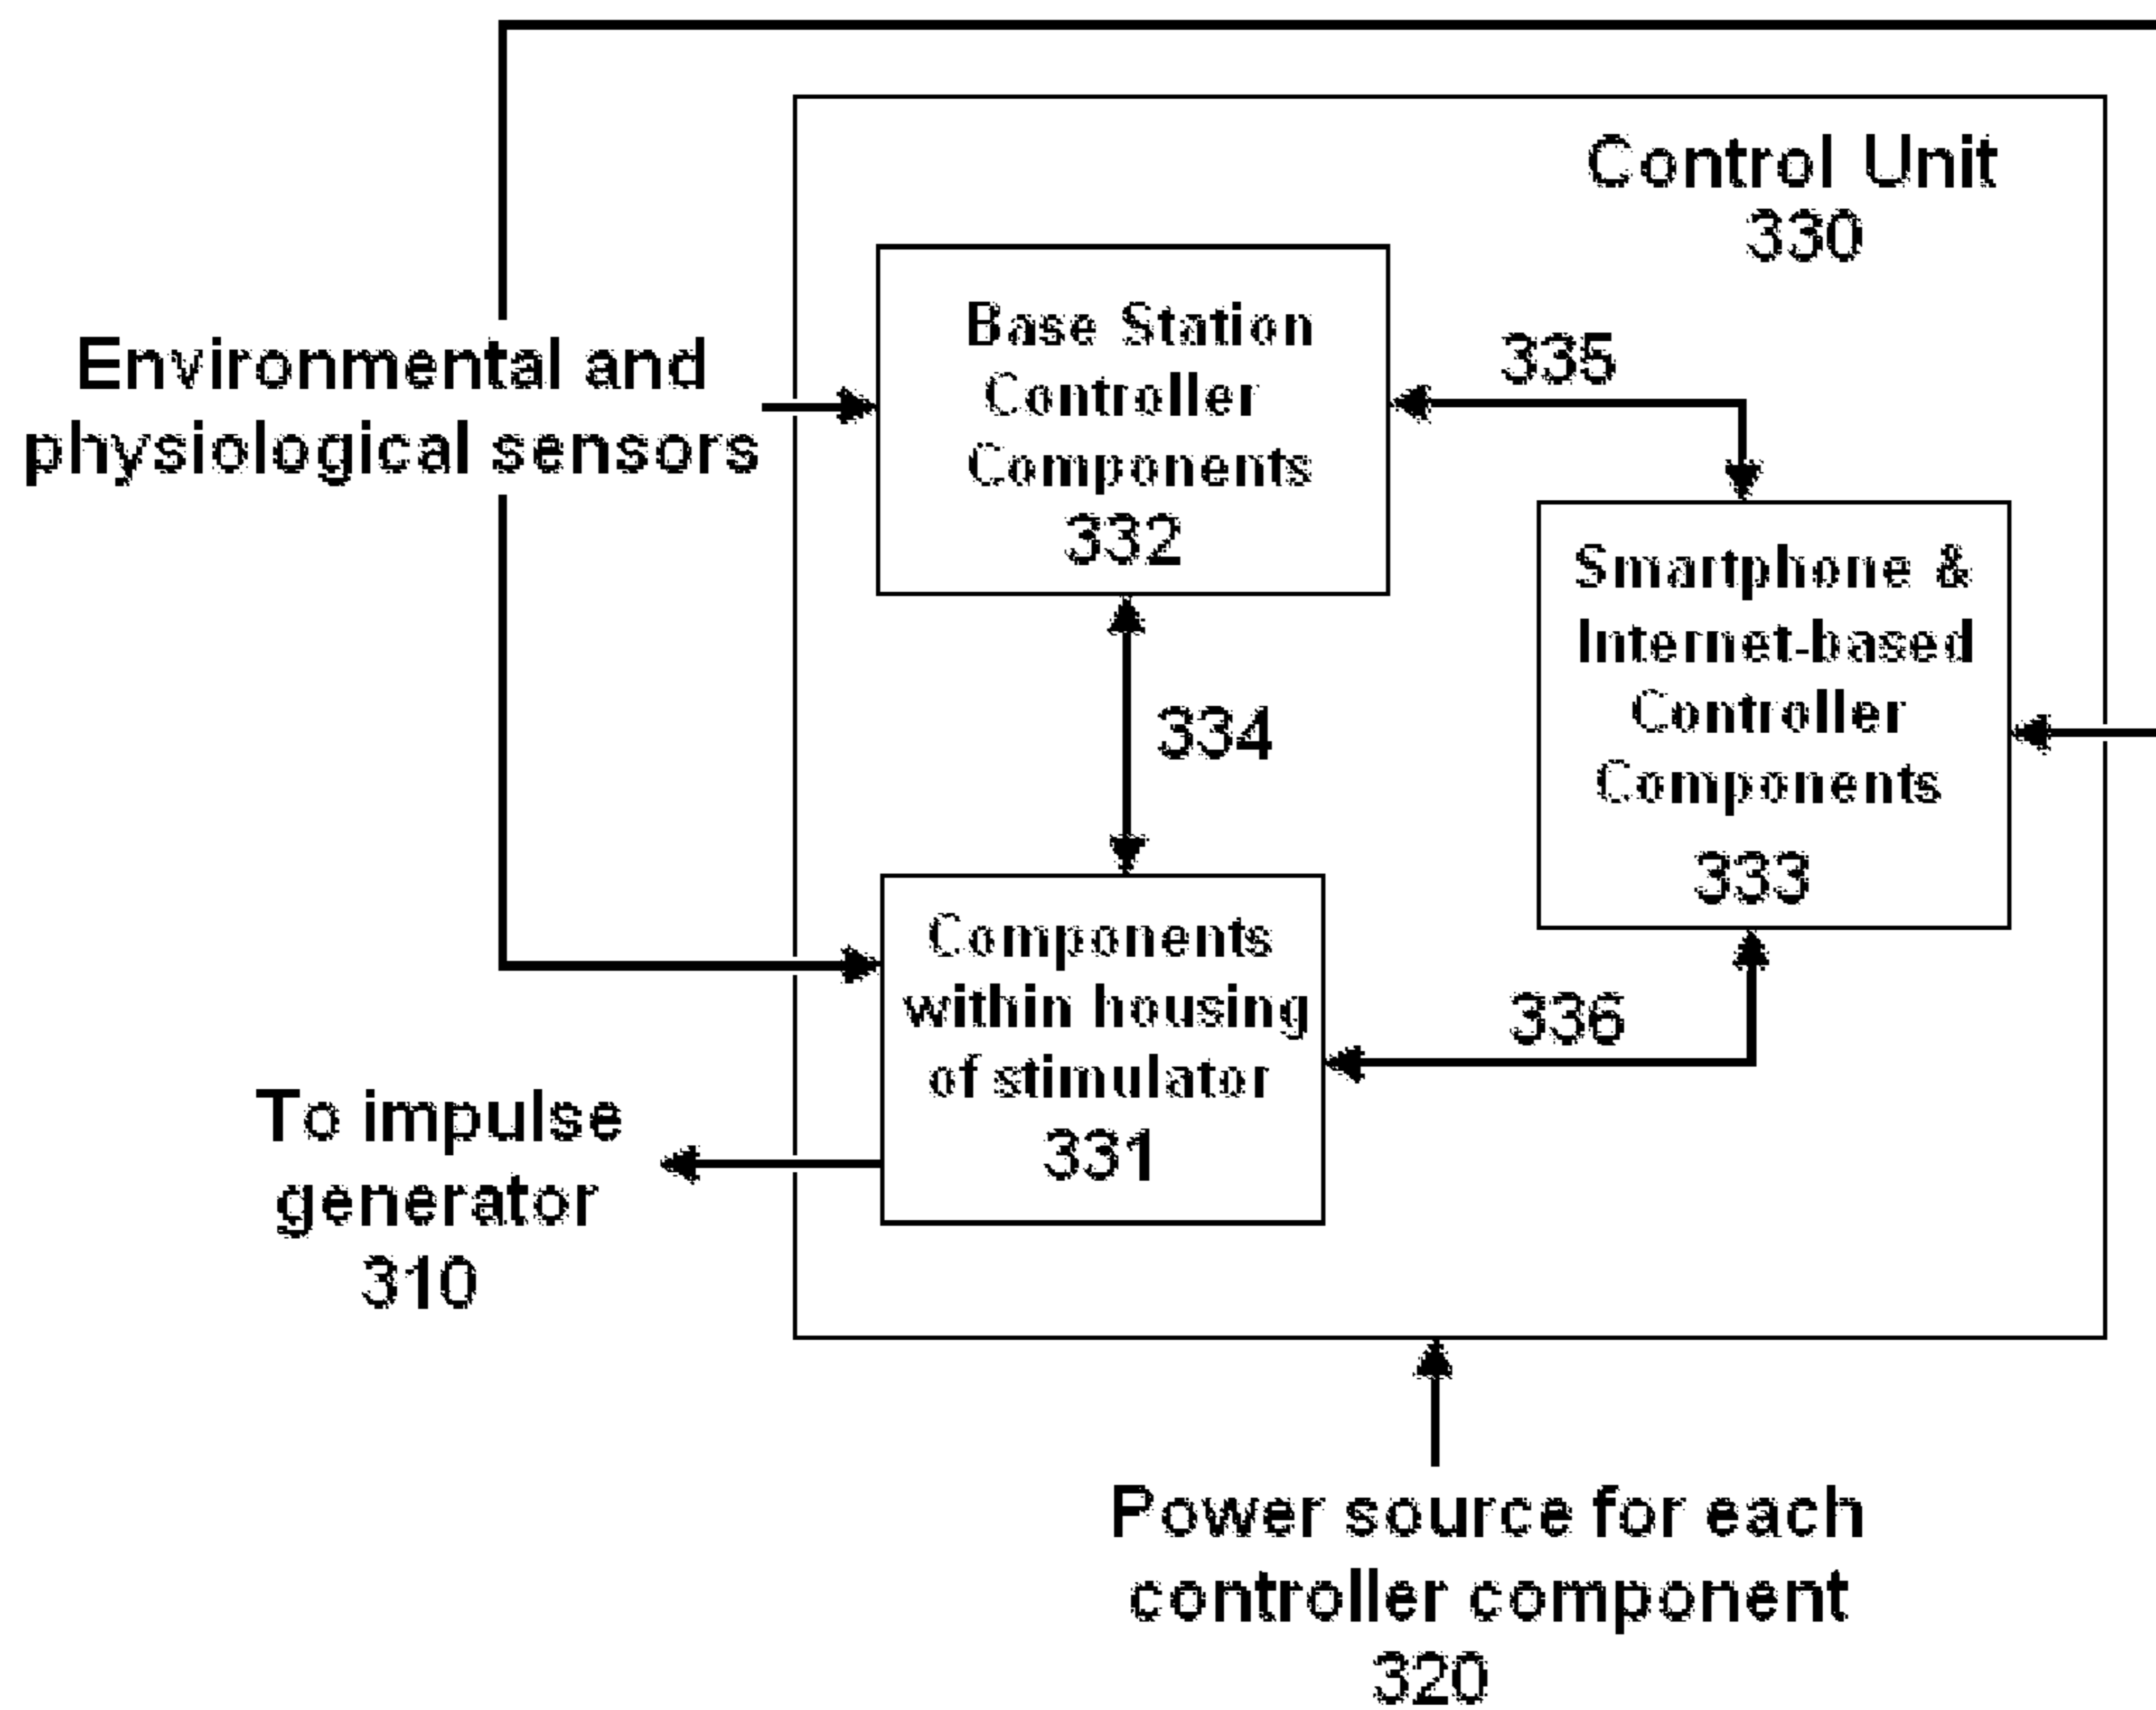 Control Unit
330
Base Station
Controller
Components
332
335
Environmental and
physiological sensors
Smartphone &
Internet-based
Controller
Components
333
334
Components
within housing
of stimulator
331
336
To impulse
generator
310
Power source for each
controller component
320